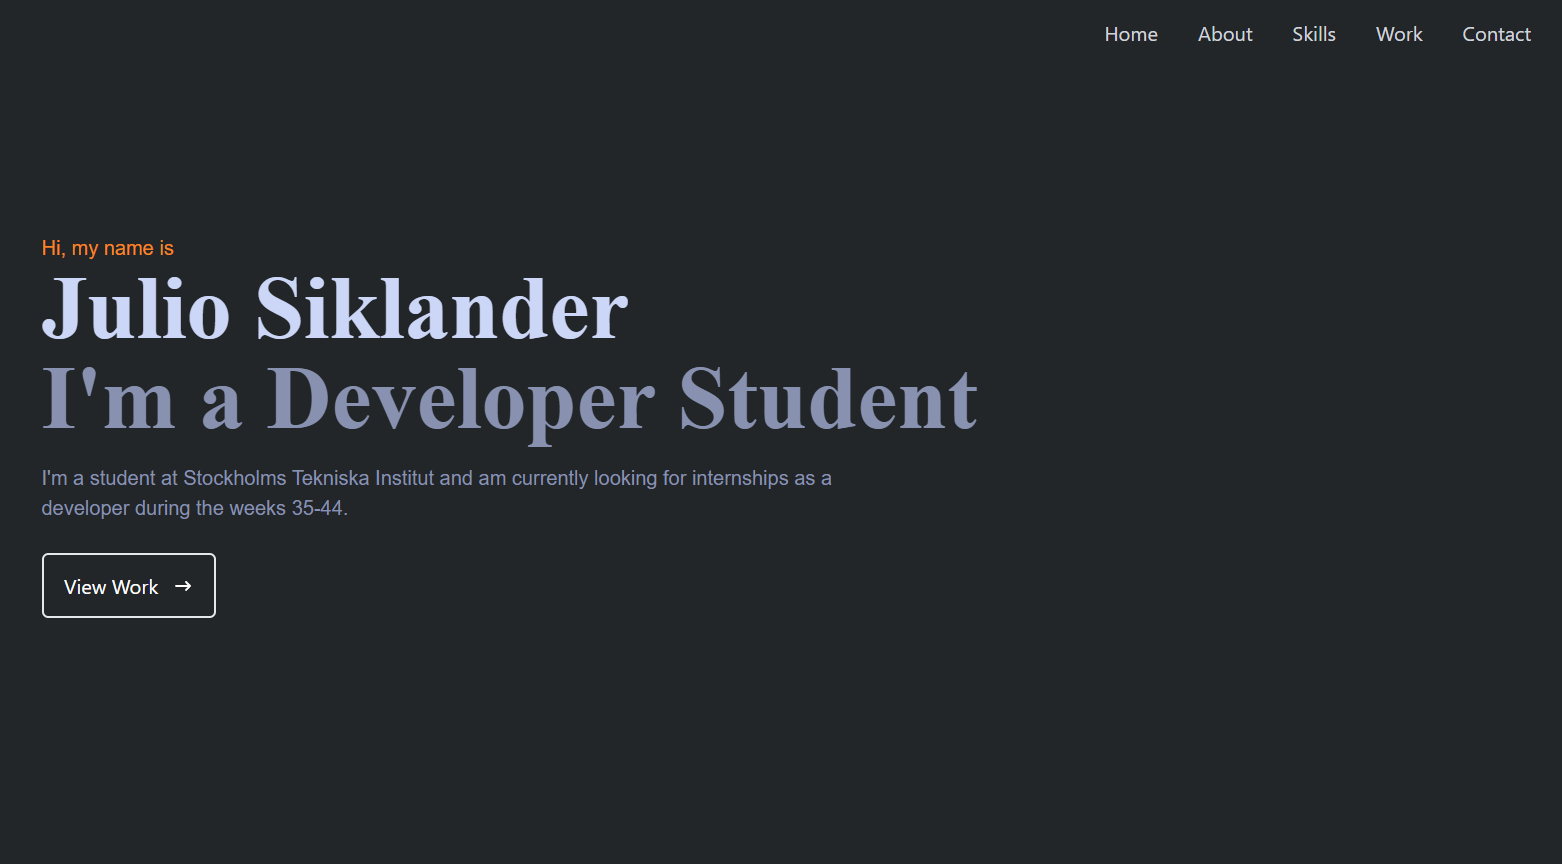 Home About Skills Work Contact
Hi, my name is
Julio Siklander
I'm a Developer Student
I'm a student at Stockholms Tekniska Institut and am currently looking for internships as a
developer during the weeks 35-44.
View Work →